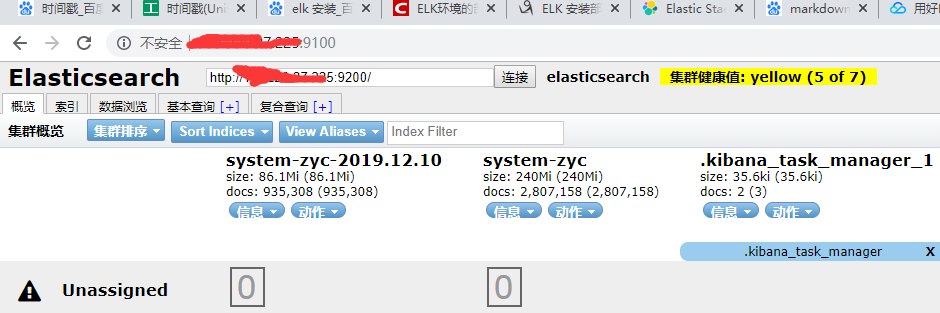 时间戳_百度 时间戳(Uni elk 安装_百 ELK环境的部 ELK 安装部 Elastic Sta markdown 用好
不安全 225:9100
Elasticsearch http:// 225:9200/ 连接 elasticsearch 集群健康值: yellow (5 of 7)
概览 索引 数据浏览 基本查询 [+] 复合查询 [+]
集群概览 集群排序 Sort Indices View Aliases Index Filter
system-zyc-2019.12.10 system-zyc .kibana_task_manager_1
size: 86.1Mi (86.1Mi) size: 240Mi (240Mi) size: 35.6ki (35.6ki)
docs: 935,308 (935,308) docs: 2,807,158 (2,807,158) docs: 2 (3)
信息 动作 信息 动作 信息 动作
.kibana_task_manager X
Unassigned 0 0